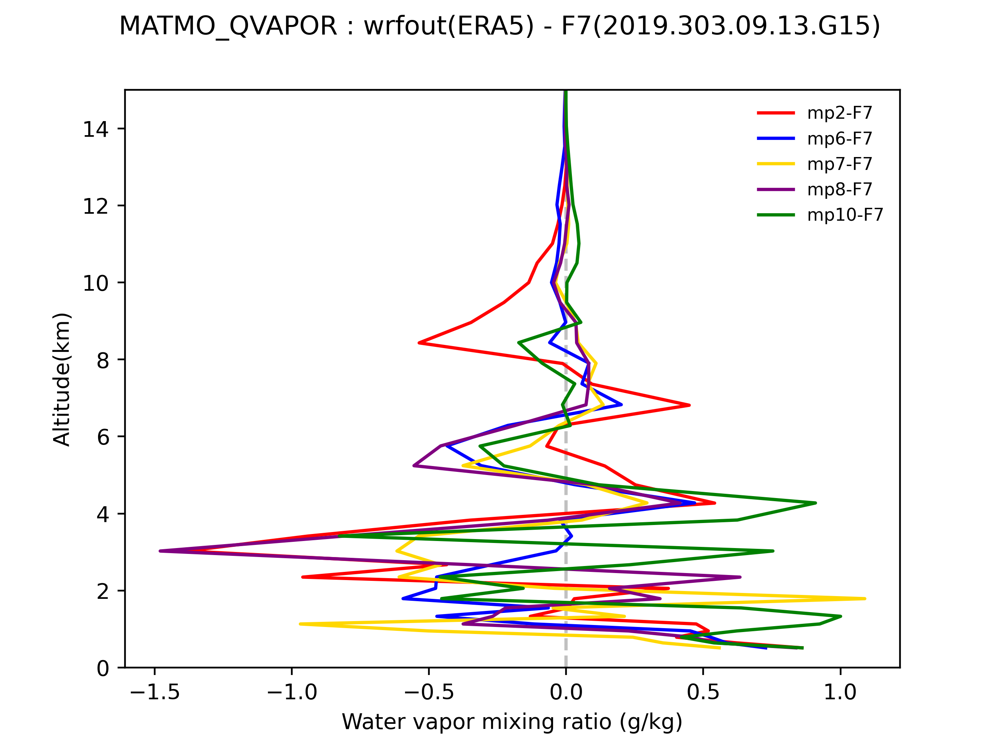 MATMO_QVAPOR : wrfout(ERA5) - F7(2019.303.09.13.G15)
mp2-F7
mp6-F7
mp7-F7
mp8-F7
mp10-F7
14
12
10
8
6
4
2
0
Altitude(km)
−1.5 −1.0 −0.5 0.0 0.5 1.0
Water vapor mixing ratio (g/kg)